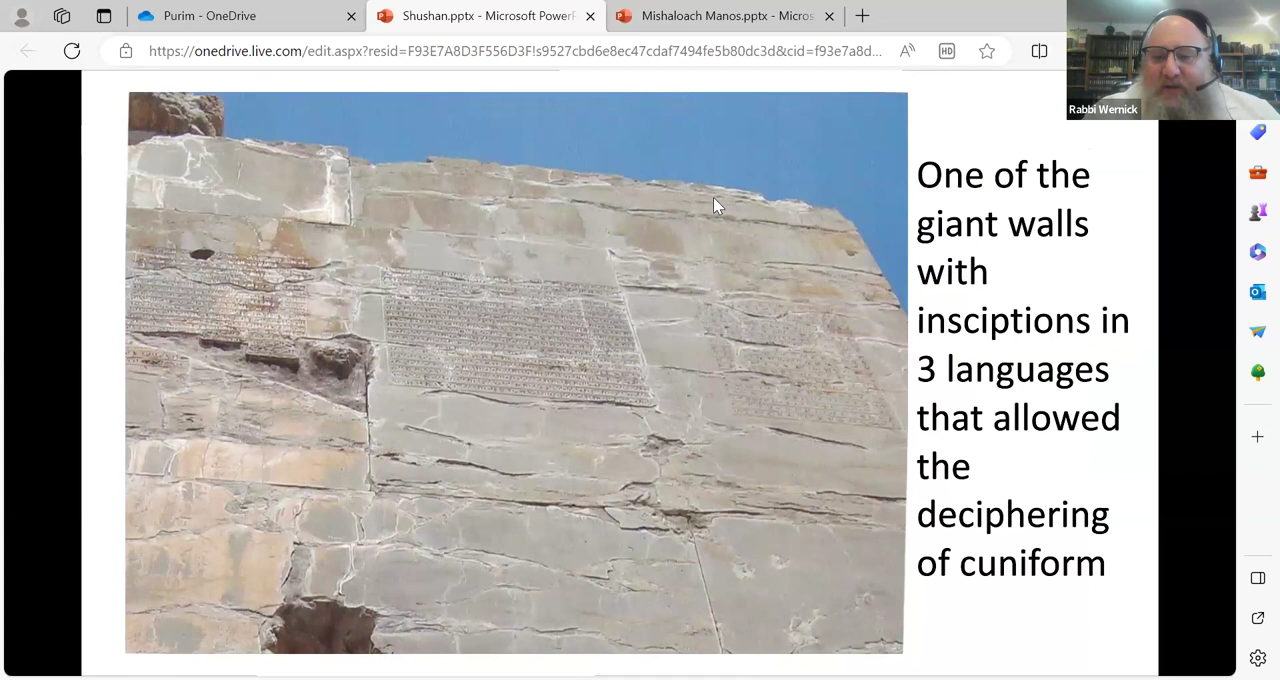 Purim - OneDrive
Shushan.pptx - Microsoft PowerP
Mishaloach Manos.pptx - Micros
https://onedrive.live.com/edit.aspx?resid=F93E7A8D3F556D3F!s9527cbd6e8ec47cdaf7494fe5b80dc3d&cid=f93e7a8d...
HD
Rabbi Wernick
One of the
giant walls
with
insciptions in
3 languages
that allowed
the
deciphering
of cuniform